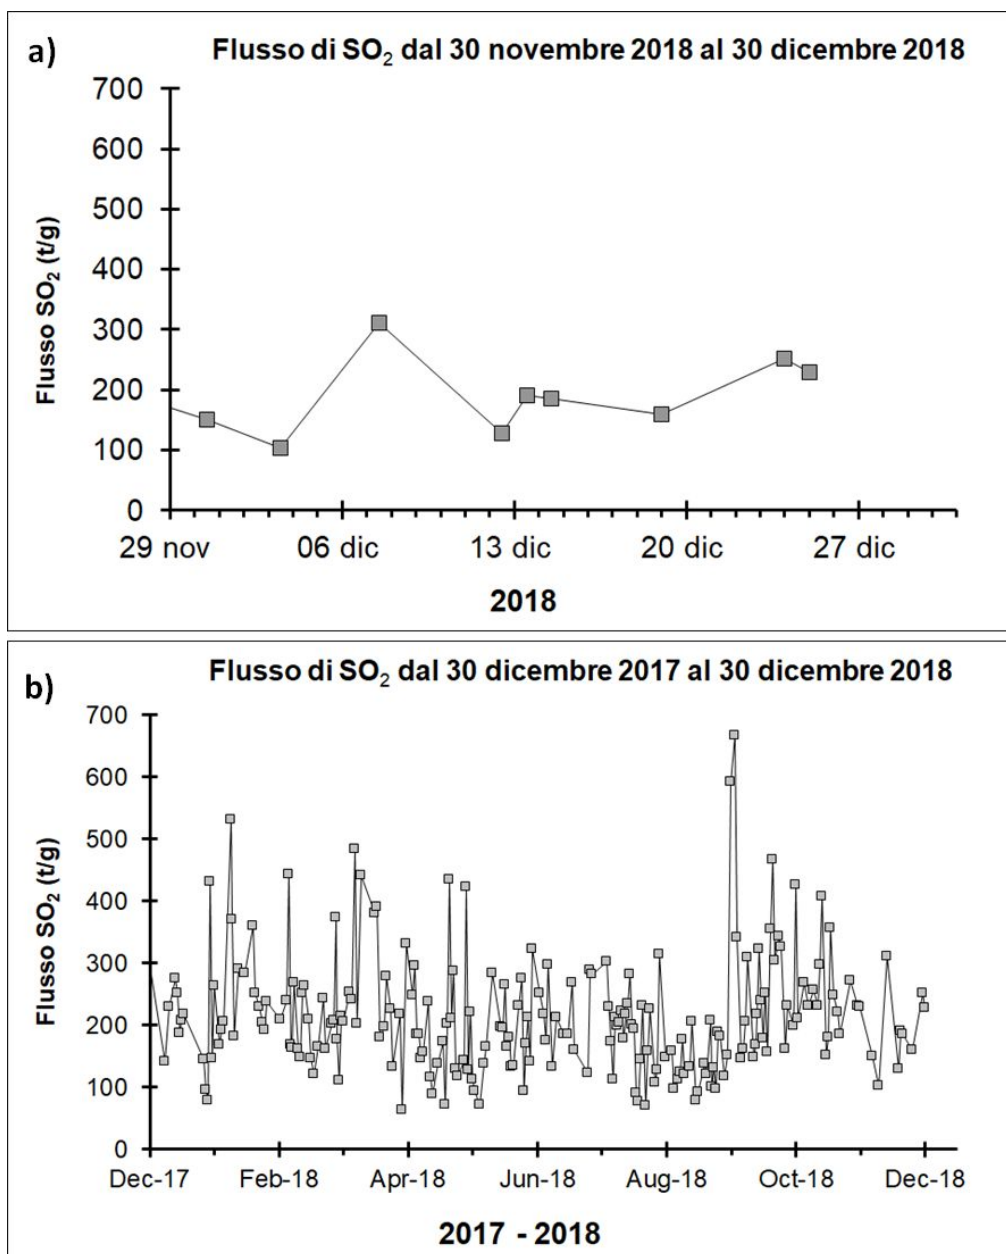 a)
Flusso di SO₂ dal 30 novembre 2018 al 30 dicembre 2018
700
600
500
400
300
200
100
0
Flusso SO₂ (t/g)
29 nov 06 dic 13 dic 20 dic 27 dic
2018
b)
Flusso di SO₂ dal 30 dicembre 2017 al 30 dicembre 2018
700
600
500
400
300
200
100
0
Flusso SO₂ (t/g)
Dec-17 Feb-18 Apr-18 Jun-18 Aug-18 Oct-18 Dec-18
2017 - 2018